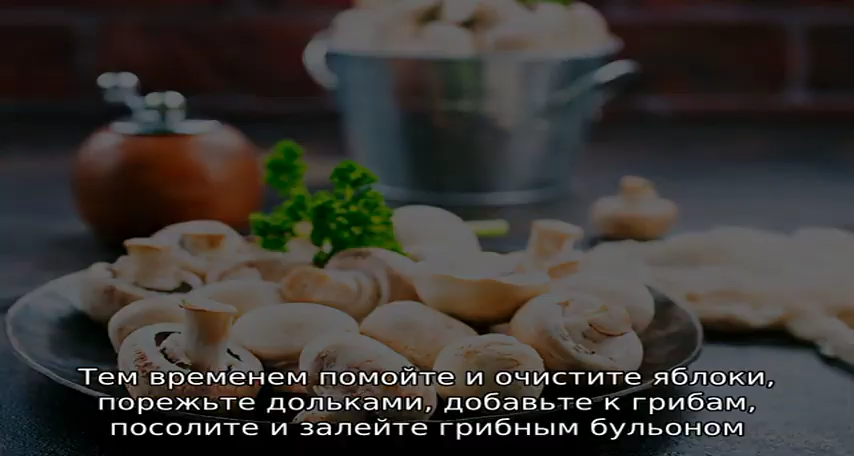 Тем временем помойте и очистите яблоки,
порежьте дольками, добавьте к грибам,
посолите и залейте грибным бульоном